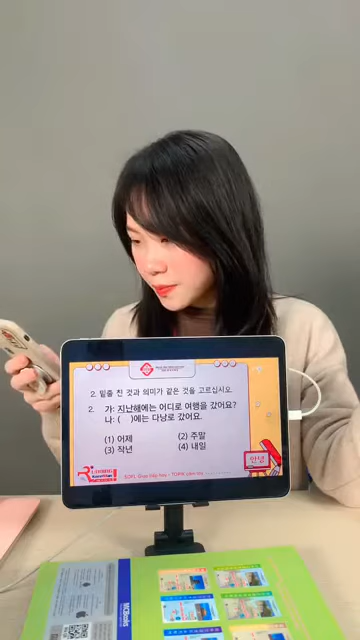 2. 밑줄 친 것과 의미가 같은 것을 고르십시오.
2. 가: 지난해에는 어디로 여행을 갔어요?
나: ( )에는 다낭로 갔어요.
(1) 어제 (2) 주말
(3) 작년 (4) 내일
안녕
MCBooks